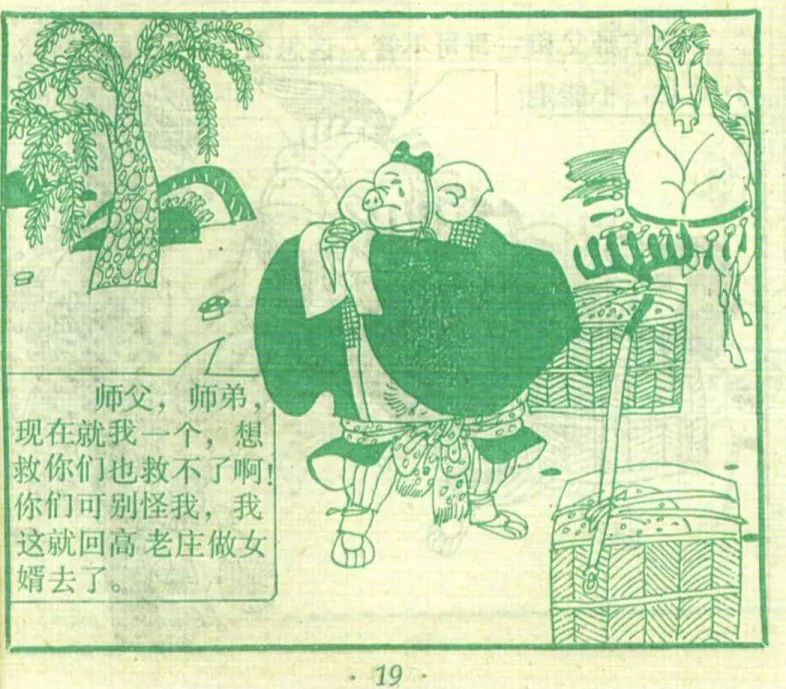 师父，师弟，
现在就我一个，想
救你们也救不了啊！
你们可别怪我，我
这就回高老庄做女
婿去了。
· 19 ·